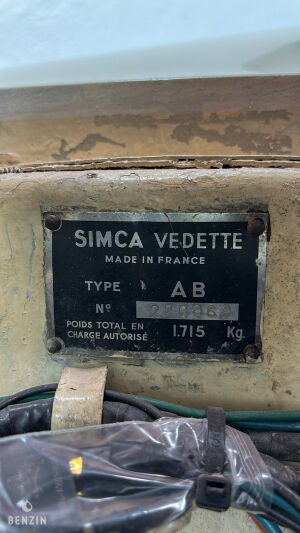 SIMCA VEDETTE
MADE IN FRANCE
TYPE AB
No
POIDS TOTAL EN
CHARGE AUTORISÉ 1.715 Kg.
BENZIN